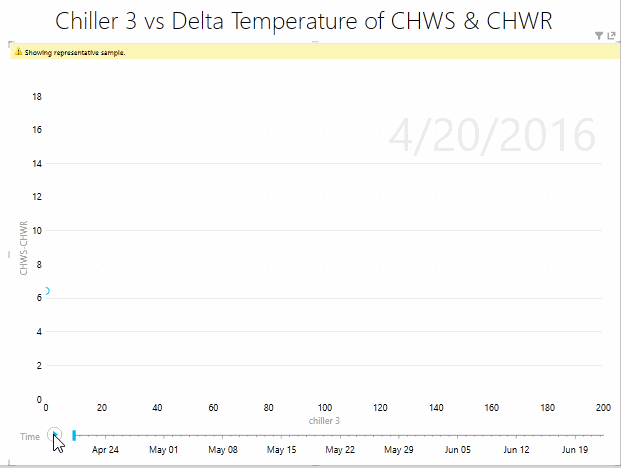 Chiller 3 vs Delta Temperature of CHWS & CHWR
Showing representative sample.
4/20/2016
18
16
14
12
10
8
6
4
2
0
CHWS-CHWR
0 20 40 60 80 100 120 140 160 180 200
chiller 3
Time
Apr 24 May 01 May 08 May 15 May 22 May 29 Jun 05 Jun 12 Jun 19